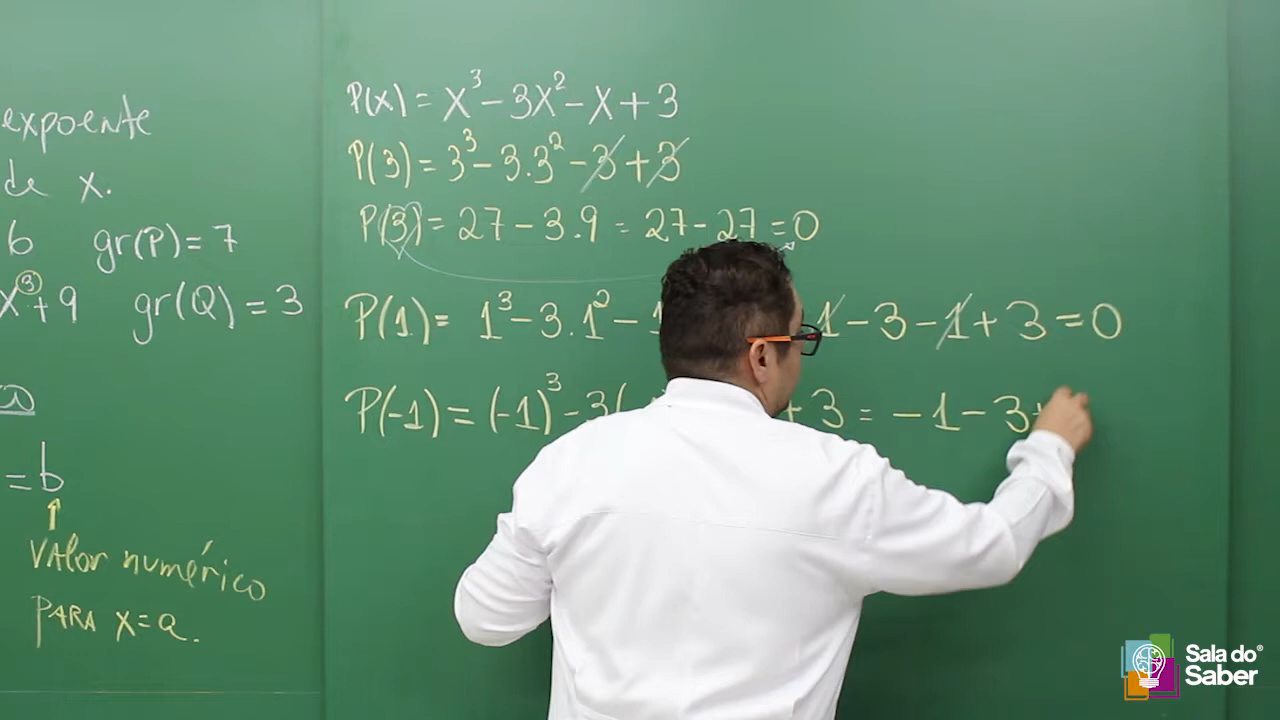 expoente
de x.
b gr(P) = 7
x³ + 9 gr(Q) = 3
= b
VALOR numérico
PARA X = a.
P(x) = x³ - 3x² - x + 3
P(3) = 3³ - 3.3² - 3 + 3
P(3) = 27 - 3.9 = 27 - 27 = 0
P(1) = 1³ - 3.1² - 1 - 3 - 1 + 3 = 0
P(-1) = (-1)³ - 3( + 3 = - 1 - 3 +
Sala do®
Saber